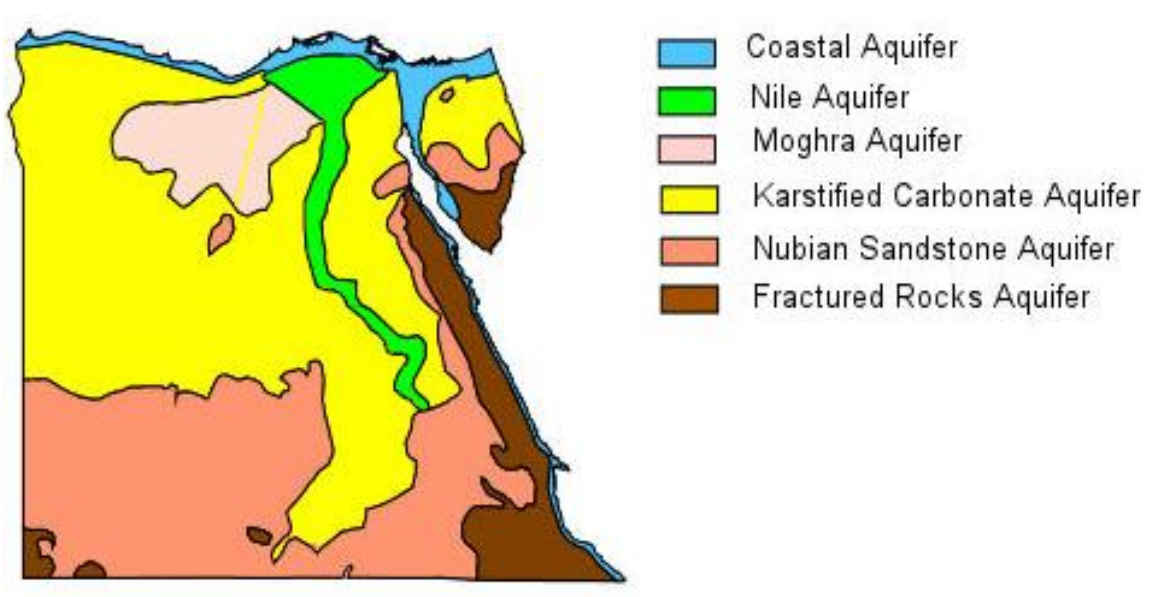 Coastal Aquifer
Nile Aquifer
Moghra Aquifer
Karstified Carbonate Aquifer
Nubian Sandstone Aquifer
Fractured Rocks Aquifer